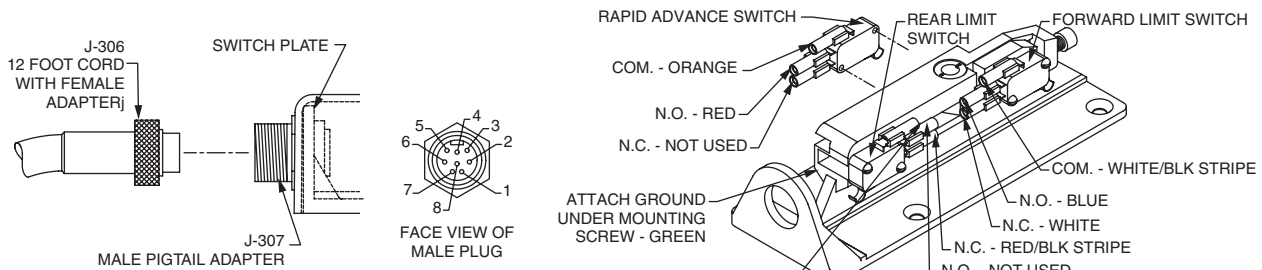 J-306
12 FOOT CORD
WITH FEMALE
ADAPTERj
SWITCH PLATE
J-307
MALE PIGTAIL ADAPTER
5
4
3
6
2
7
1
8
FACE VIEW OF
MALE PLUG
RAPID ADVANCE SWITCH
COM. - ORANGE
N.O. - RED
N.C. - NOT USED
REAR LIMIT
SWITCH
FORWARD LIMIT SWITCH
ATTACH GROUND
UNDER MOUNTING
SCREW - GREEN
COM. - WHITE/BLK STRIPE
N.O. - BLUE
N.C. - WHITE
N.C. - RED/BLK STRIPE
N.O. - NOT USED